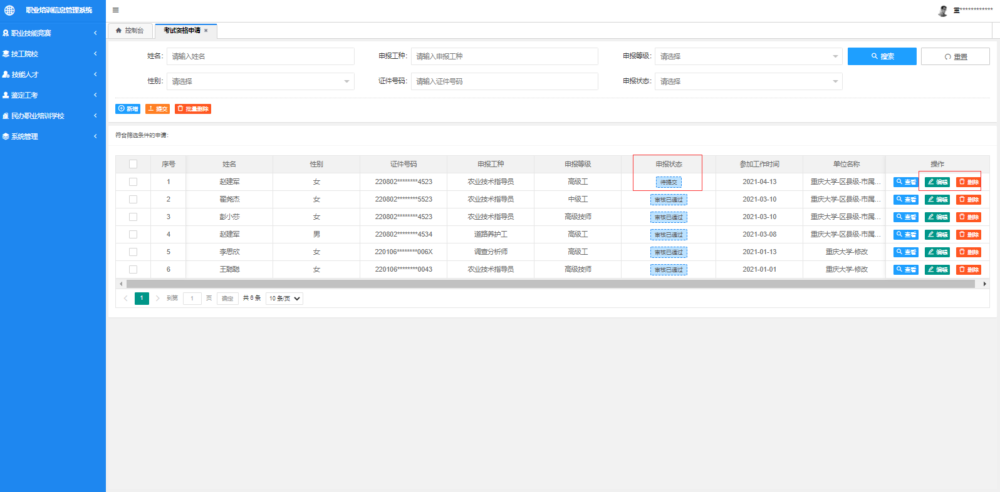 职业培训信息管理系统
************
职业技能竞赛
技工院校
技能人才
鉴定工考
民办职业培训学校
系统管理
控制台 考试资格申请
姓名: 请输入姓名 申报工种: 请输入申报工种 申报等级: 请选择 搜索 重置
性别: 请选择 证件号码: 请输入证件号码 申报状态: 请选择
新增 提交 批量删除
符合筛选条件的申请:
序号 姓名 性别 证件号码 申报工种 申报等级 申报状态 参加工作时间 单位名称 操作
1 赵建军 女 220802********4523 农业技术指导员 高级工 待提交 2021-04-13 重庆大学-区县级-市属... 查看 编辑 删除
2 翟尧杰 女 220802********5523 农业技术指导员 中级工 审核已通过 2021-03-10 重庆大学-区县级-市属... 查看 编辑 删除
3 彭小莎 女 220802********4523 农业技术指导员 高级技师 审核已通过 2021-03-10 重庆大学-区县级-市属... 查看 编辑 删除
4 赵建军 男 220802********4534 道路养护工 高级工 审核已通过 2021-03-08 重庆大学-区县级-市属... 查看 编辑 删除
5 李思欣 女 220106********006X 调查分析师 高级工 审核已通过 2021-01-13 重庆大学-修改 查看 编辑 删除
6 王聪聪 女 220106********0043 农业技术指导员 高级技师 审核已通过 2021-01-01 重庆大学-修改 查看 编辑 删除
1 到第 1 页 确定 共 6 条 10 条/页